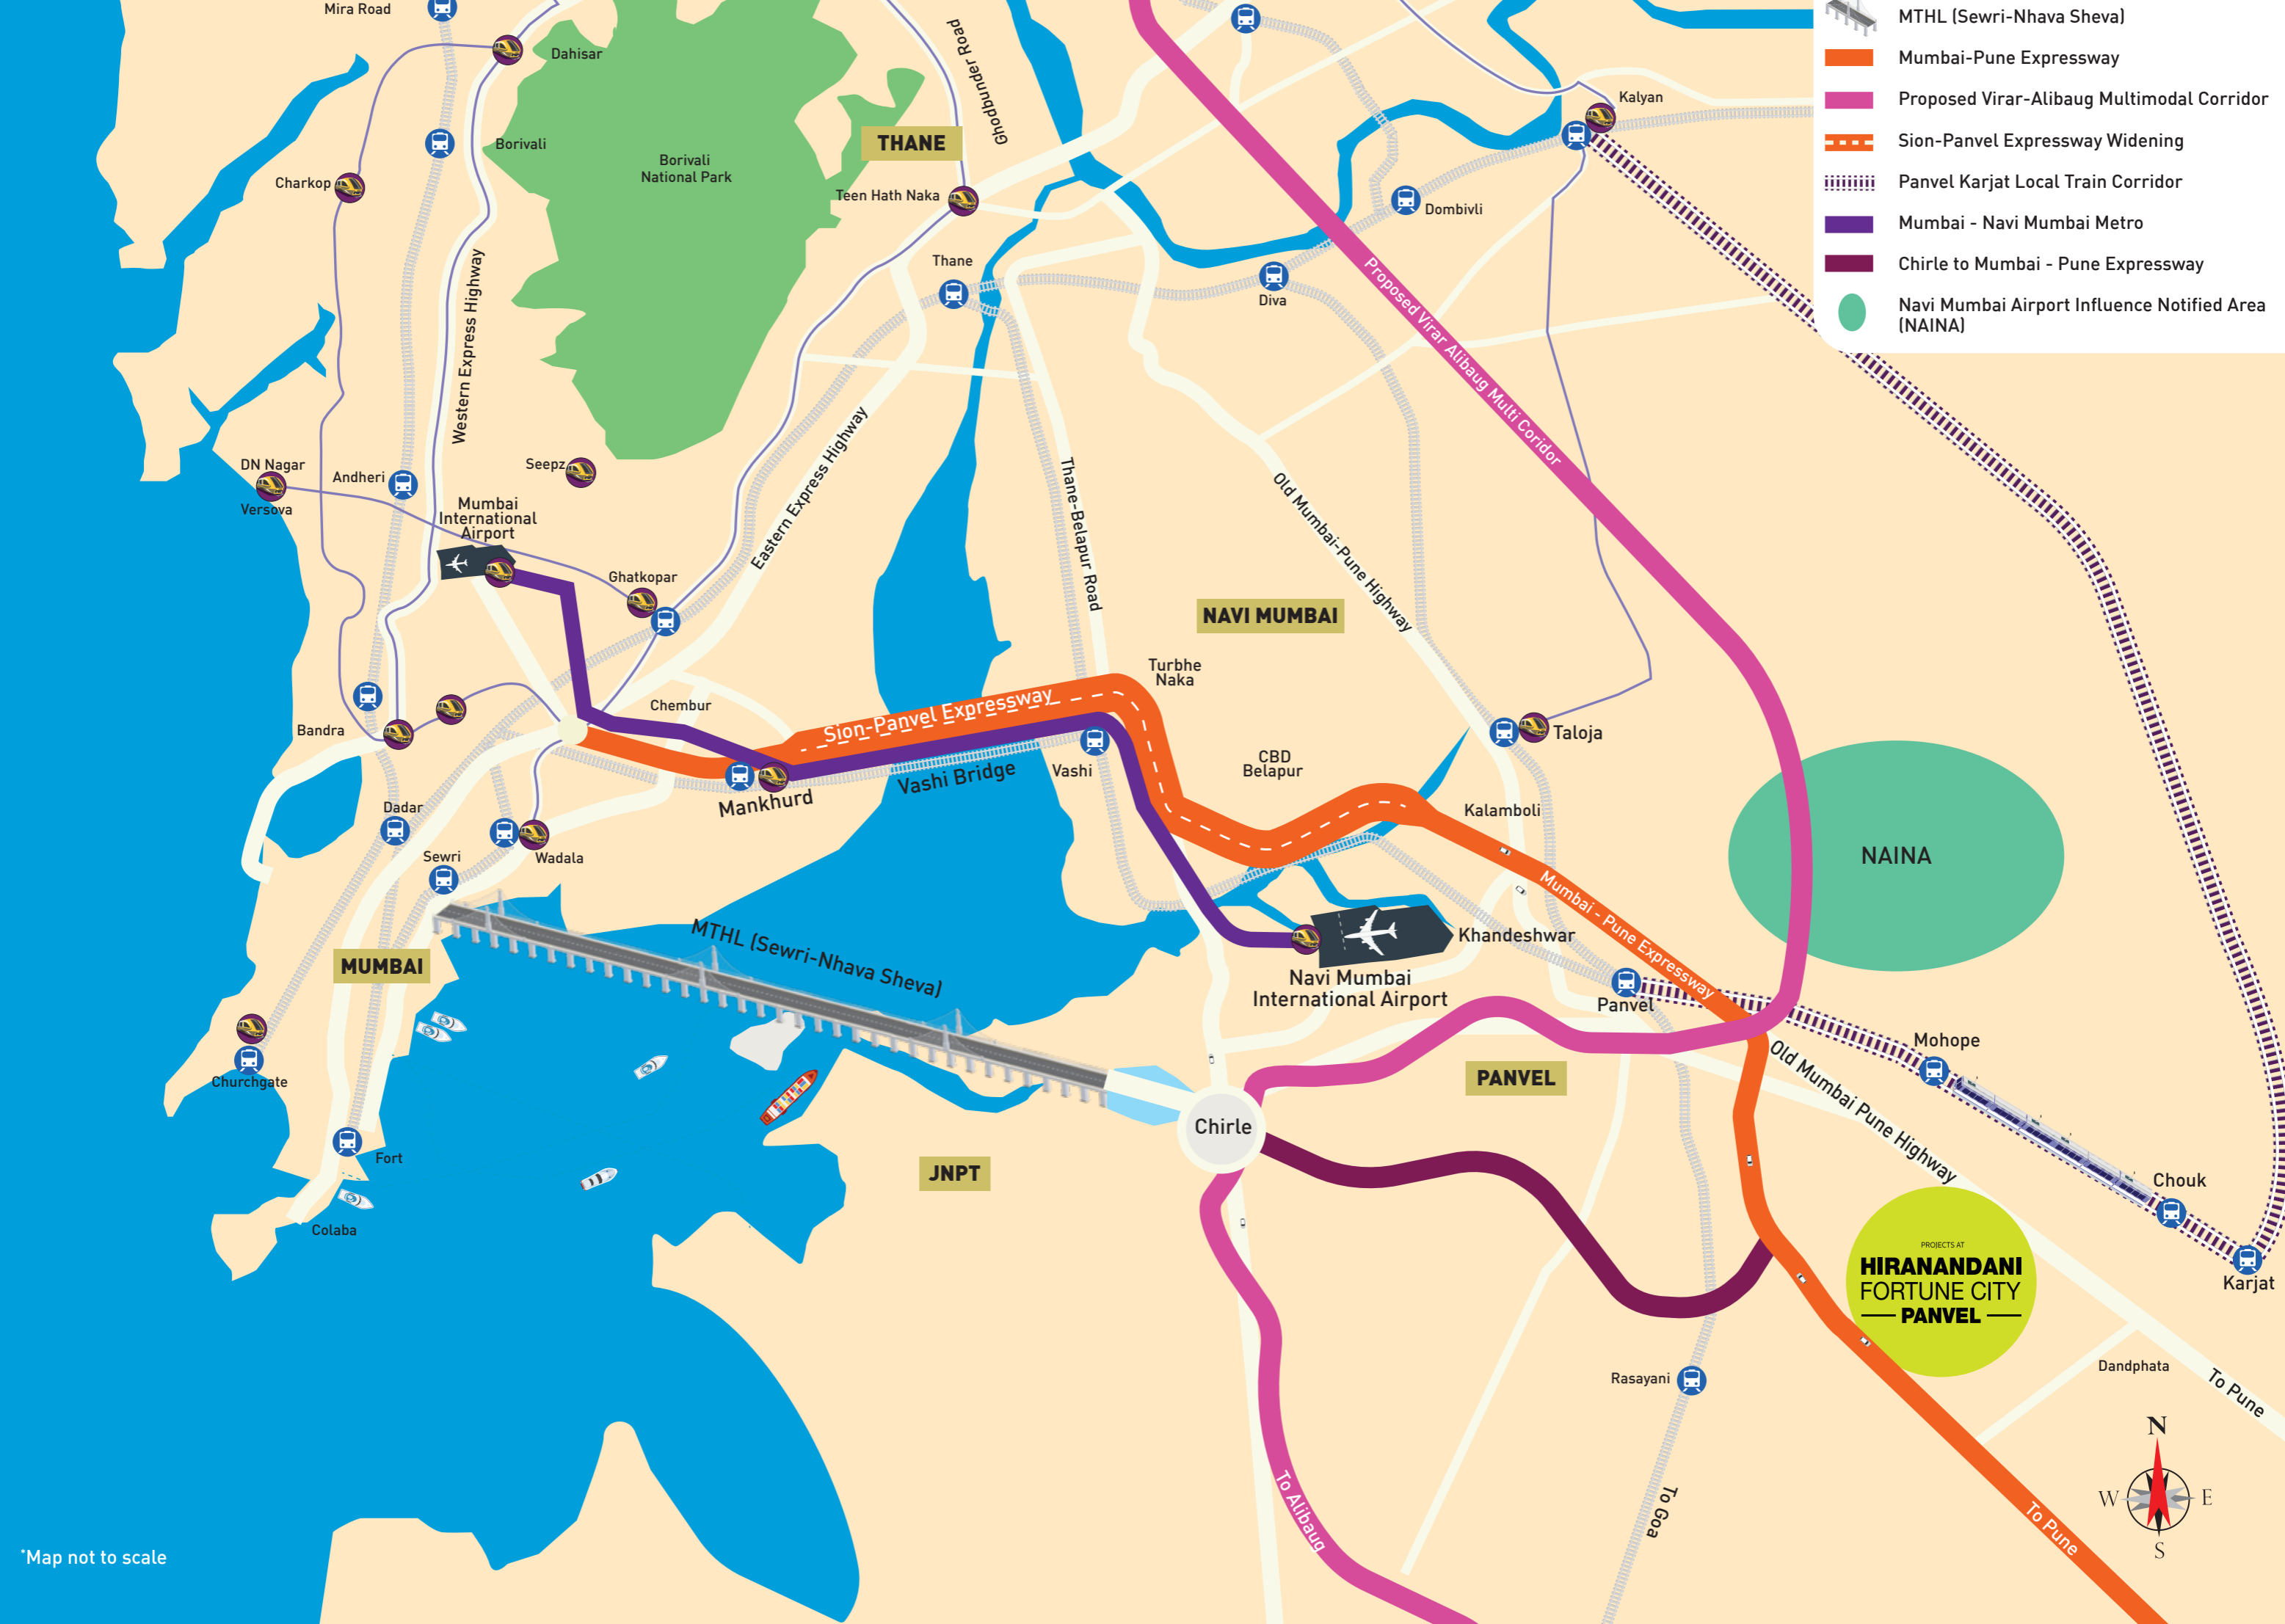 Mira Road
Dahisar
Ghodbunder Road
MTHL (Sewri-Nhava Sheva)
Mumbai-Pune Expressway
Proposed Virar-Alibaug Multimodal Corridor
Sion-Panvel Expressway Widening
Panvel Karjat Local Train Corridor
Mumbai - Navi Mumbai Metro
Chirle to Mumbai - Pune Expressway
Navi Mumbai Airport Influence Notified Area
(NAINA)
Kalyan
Borivali
THANE
Borivali
National Park
Charkop
Teen Hath Naka
Dombivli
Thane
Diva
Western Express Highway
Proposed Virar Alibaug Multi Coridor
DN Nagar
Versova
Andheri
Seepz
Mumbai
International
Airport
Eastern Express Highway
Thane-Belapur Road
Old Mumbai-Pune Highway
Ghatkopar
NAVI MUMBAI
Turbhe
Naka
Chembur
Bandra
Sion-Panvel Expressway
Taloja
CBD
Belapur
Vashi
Vashi Bridge
Mankhurd
Kalamboli
Dadar
Sewri
Wadala
NAINA
Mumbai - Pune Expressway
MTHL (Sewri-Nhava Sheva)
Khandeshwar
MUMBAI
Navi Mumbai
International Airport
Panvel
Mohope
Old Mumbai Pune Highway
Churchgate
PANVEL
Chirle
Fort
JNPT
Chouk
Colaba
PROJECTS AT
HIRANANDANI
FORTUNE CITY
PANVEL
Karjat
Rasayani
Dandphata
To Pune
To Alibaug
To Goa
To Pune
N
W
E
S
*Map not to scale